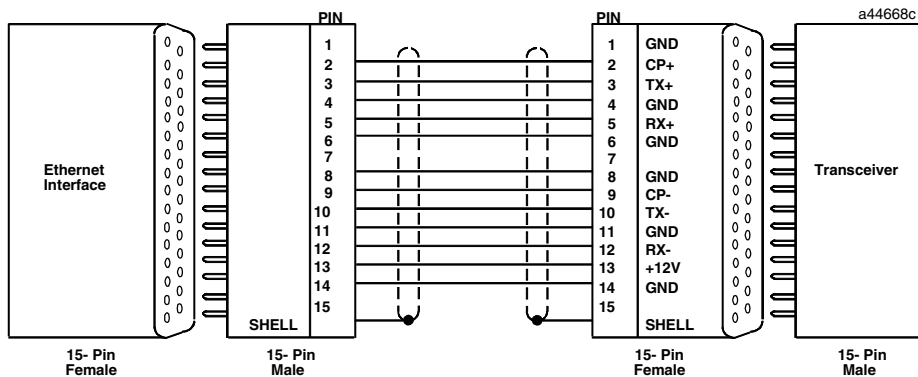 a44668c
PIN
1
2
3
4
5
6
7
8
9
10
11
12
13
14
15
SHELL
PIN
1 GND
2 CP+
3 TX+
4 GND
5 RX+
6 GND
7
8 GND
9 CP-
10 TX-
11 GND
12 RX-
13 +12V
14 GND
15
SHELL
Ethernet
Interface
Transceiver
15- Pin
Female
15- Pin
Male
15- Pin
Female
15- Pin
Male